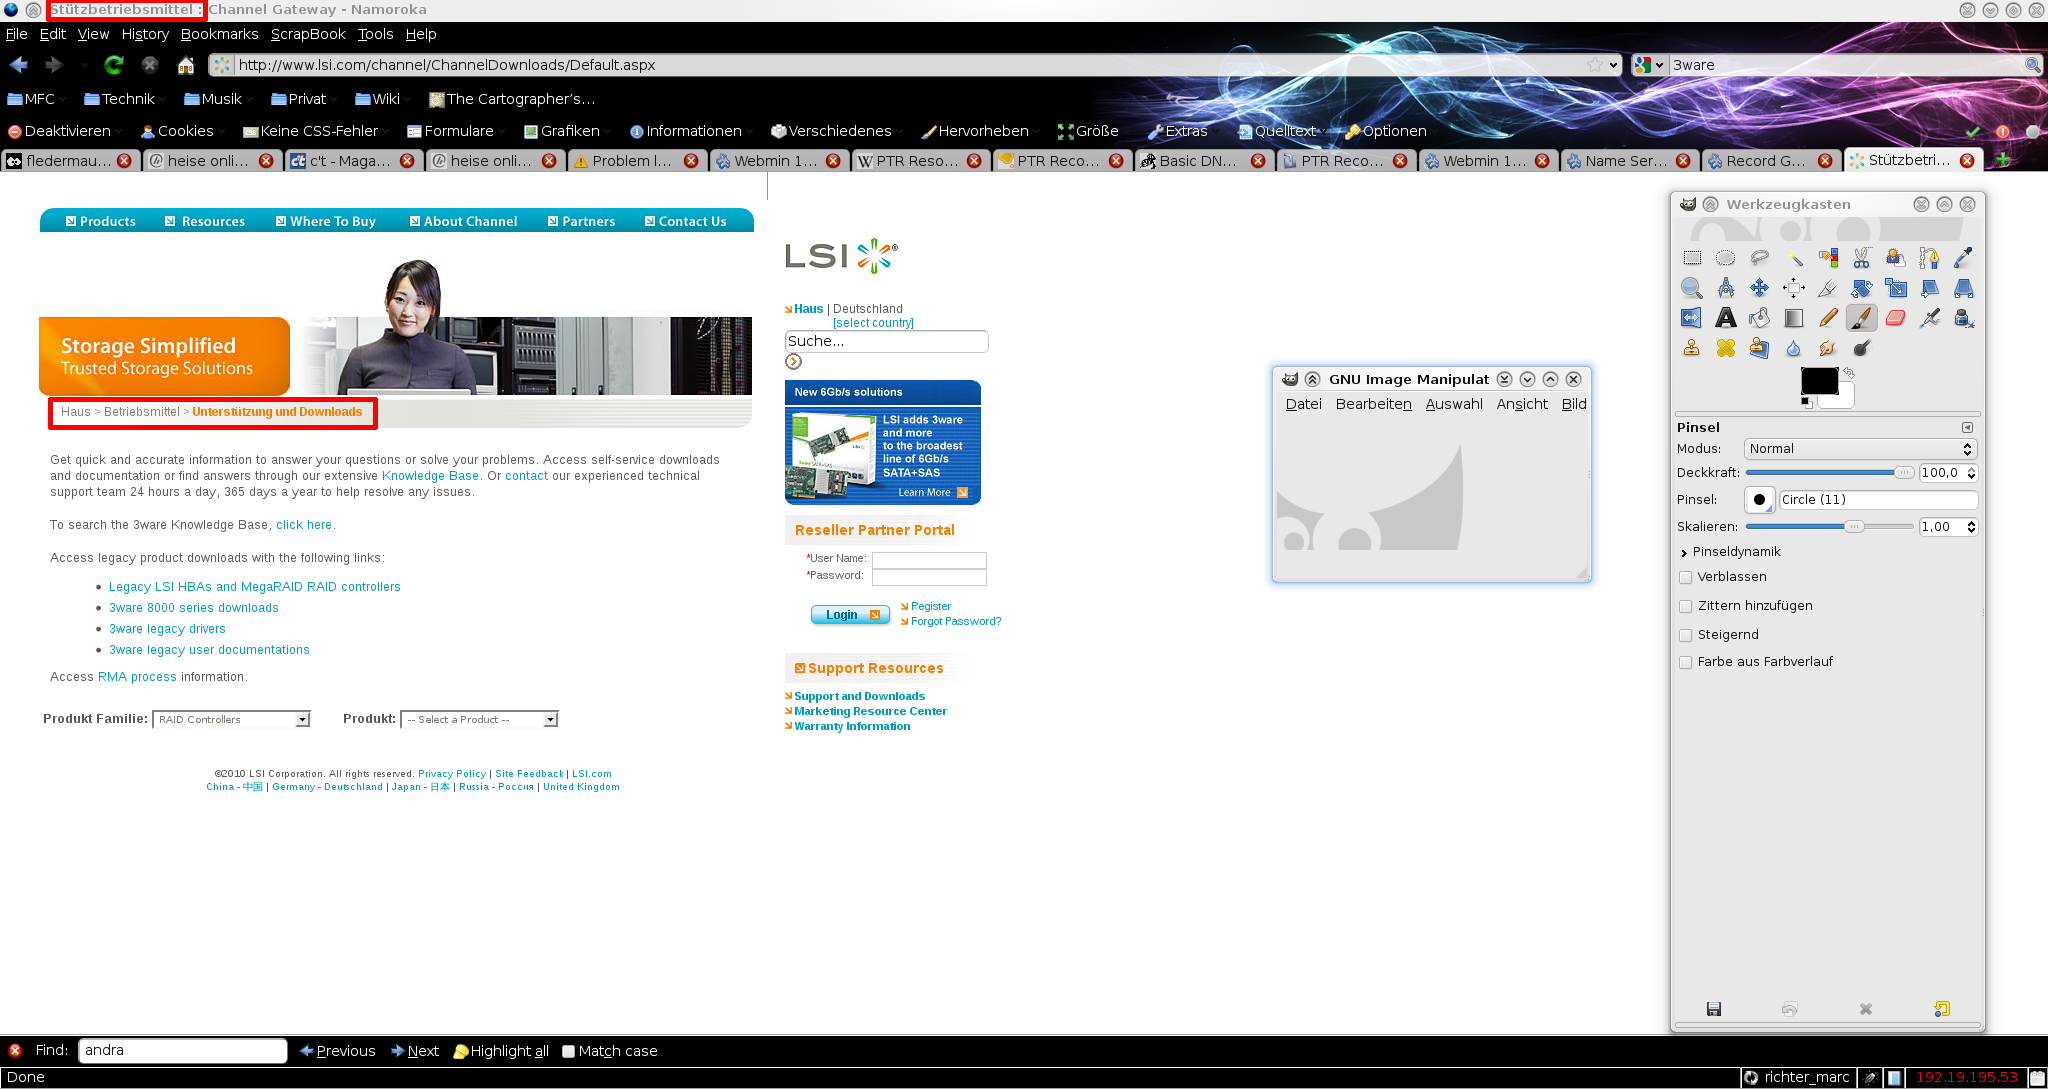 Stützbetriebsmittel : Channel Gateway - Namoroka
File Edit View History Bookmarks ScrapBook Tools Help
http://www.lsi.com/channel/ChannelDownloads/Default.aspx
3ware
MFC Technik Musik Privat Wiki The Cartographer's...
Deaktivieren Cookies Keine CSS-Fehler Formulare Grafiken Informationen Verschiedenes Hervorheben Größe Extras Quelltext Optionen
fledermau... heise onli... c't - Maga... heise onli... Problem l... Webmin 1... PTR Reso... PTR Reco... Basic DN... PTR Reco... Webmin 1... Name Ser... Record G... Stützbetri...
Products Resources Where To Buy About Channel Partners Contact Us
Storage Simplified
Trusted Storage Solutions
Haus > Betriebsmittel > Unterstützung und Downloads
Get quick and accurate information to answer your questions or solve your problems. Access self-service downloads
and documentation or find answers through our extensive Knowledge Base. Or contact our experienced technical
support team 24 hours a day, 365 days a year to help resolve any issues.
To search the 3ware Knowledge Base, click here.
Access legacy product downloads with the following links:
• Legacy LSI HBAs and MegaRAID RAID controllers
• 3ware 8000 series downloads
• 3ware legacy drivers
• 3ware legacy user documentations
Access RMA process information.
Produkt Familie: RAID Controllers Produkt: -- Select a Product --
©2010 LSI Corporation. All rights reserved. Privacy Policy | Site Feedback | LSI.com
China - 中国 | Germany - Deutschland | Japan - 日本 | Russia - Россия | United Kingdom
LSI ®
Haus | Deutschland
[select country]
Suche...
New 6Gb/s solutions
LSI adds 3ware
and more
to the broadest
line of 6Gb/s
SATA+SAS
Learn More
Reseller Partner Portal
*User Name:
*Password:
Login
Register
Forgot Password?
Support Resources
Support and Downloads
Marketing Resource Center
Warranty Information
GNU Image Manipulat
Datei Bearbeiten Auswahl Ansicht Bild
Werkzeugkasten
Pinsel
Modus: Normal
Deckkraft: 100,0
Pinsel: Circle (11)
Skalieren: 1,00
Pinseldynamik
Verblassen
Zittern hinzufügen
Steigernd
Farbe aus Farbverlauf
Find: andra Previous Next Highlight all Match case
Done
richter_marc
192.19.195.53